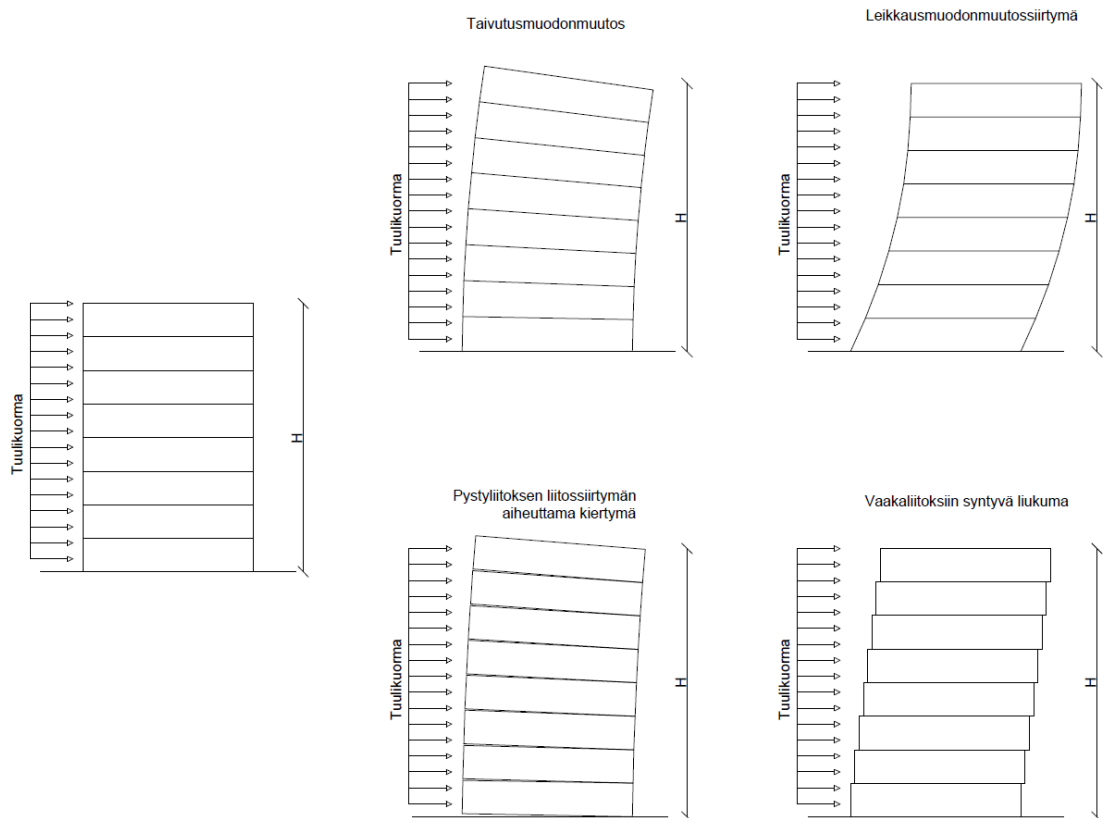 Taivutusmuodonmuutos
Leikkausmuodonmuutossiirtymä
Tuulikuorma
H
Tuulikuorma
H
Tuulikuorma
H
Pystyliitoksen liitossiirtymän
aiheuttama kiertymä
Vaakaliitoksiin syntyvä liukuma
Tuulikuorma
H
Tuulikuorma
H